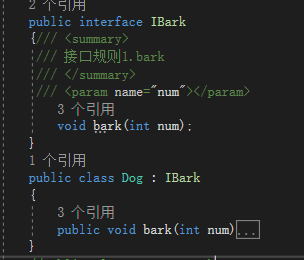 2 个引用
public interface IBark
{/// <summary>
/// 接口规则1.bark
/// </summary>
/// <param name="num"></param>
3 个引用
void bark(int num);
}
1 个引用
public class Dog : IBark
{
3 个引用
public void bark(int num)...
}